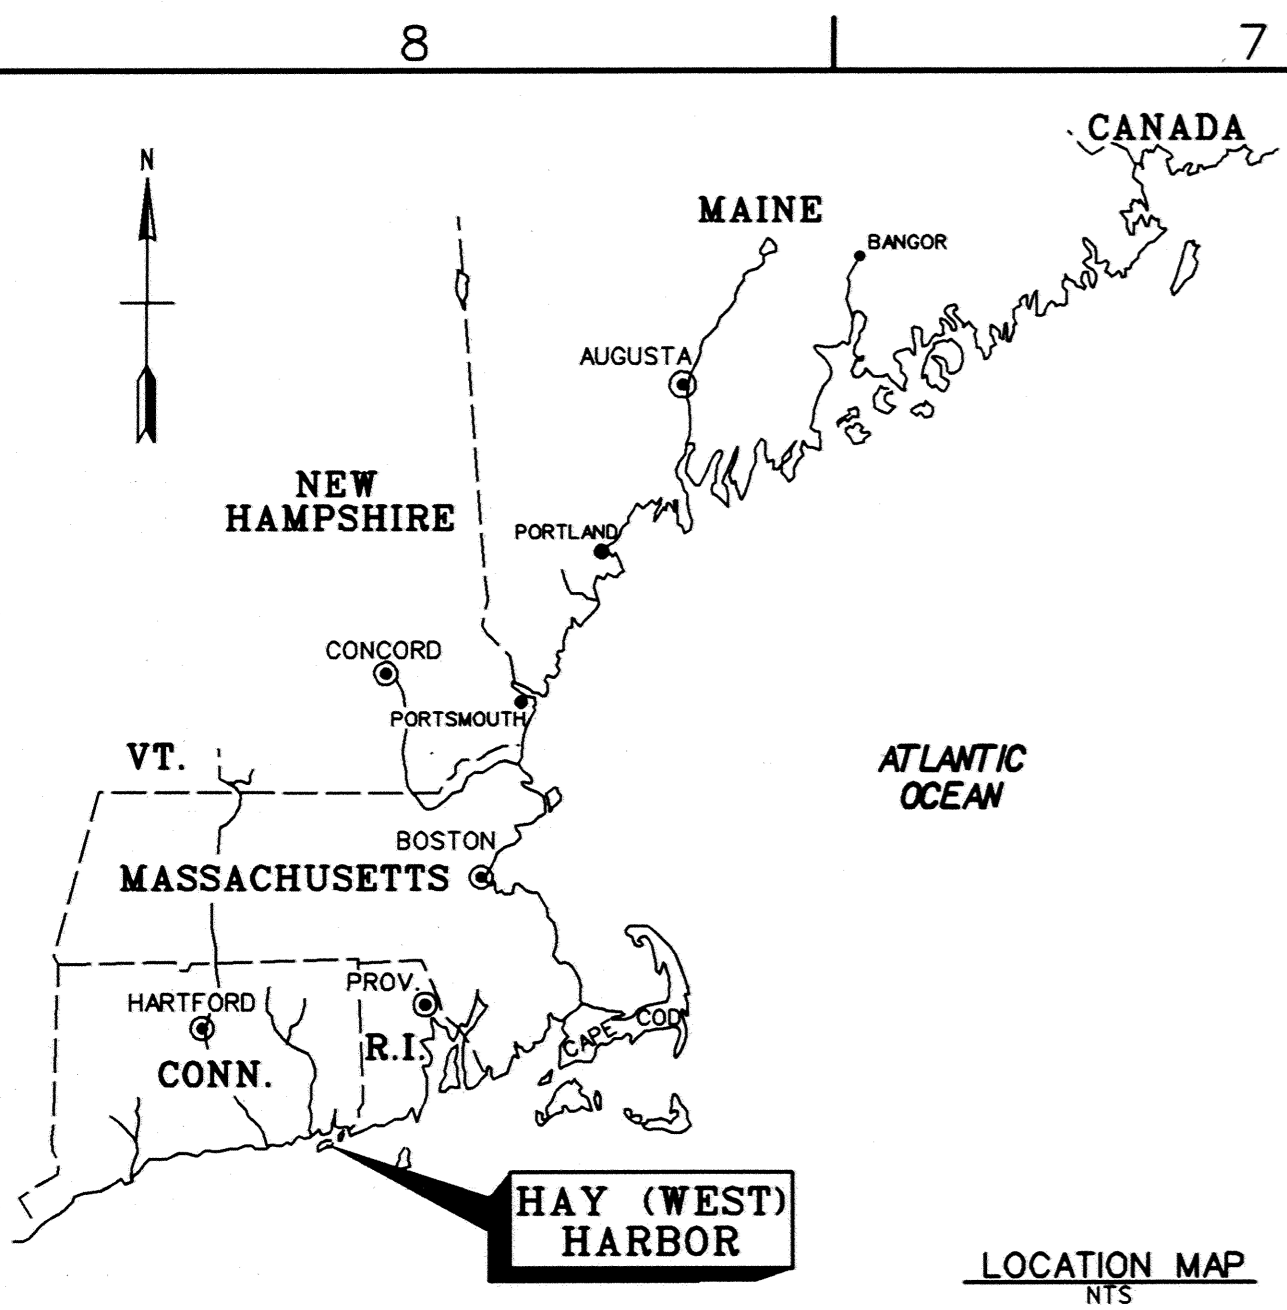 8 7
CANADA
N
MAINE
BANGOR
AUGUSTA
NEW
HAMPSHIRE
PORTLAND
CONCORD
PORTSMOUTH
VT.
ATLANTIC
OCEAN
BOSTON
MASSACHUSETTS
PROV.
HARTFORD
CAPE COD
R.I.
CONN.
HAY (WEST)
HARBOR
LOCATION MAP
NTS